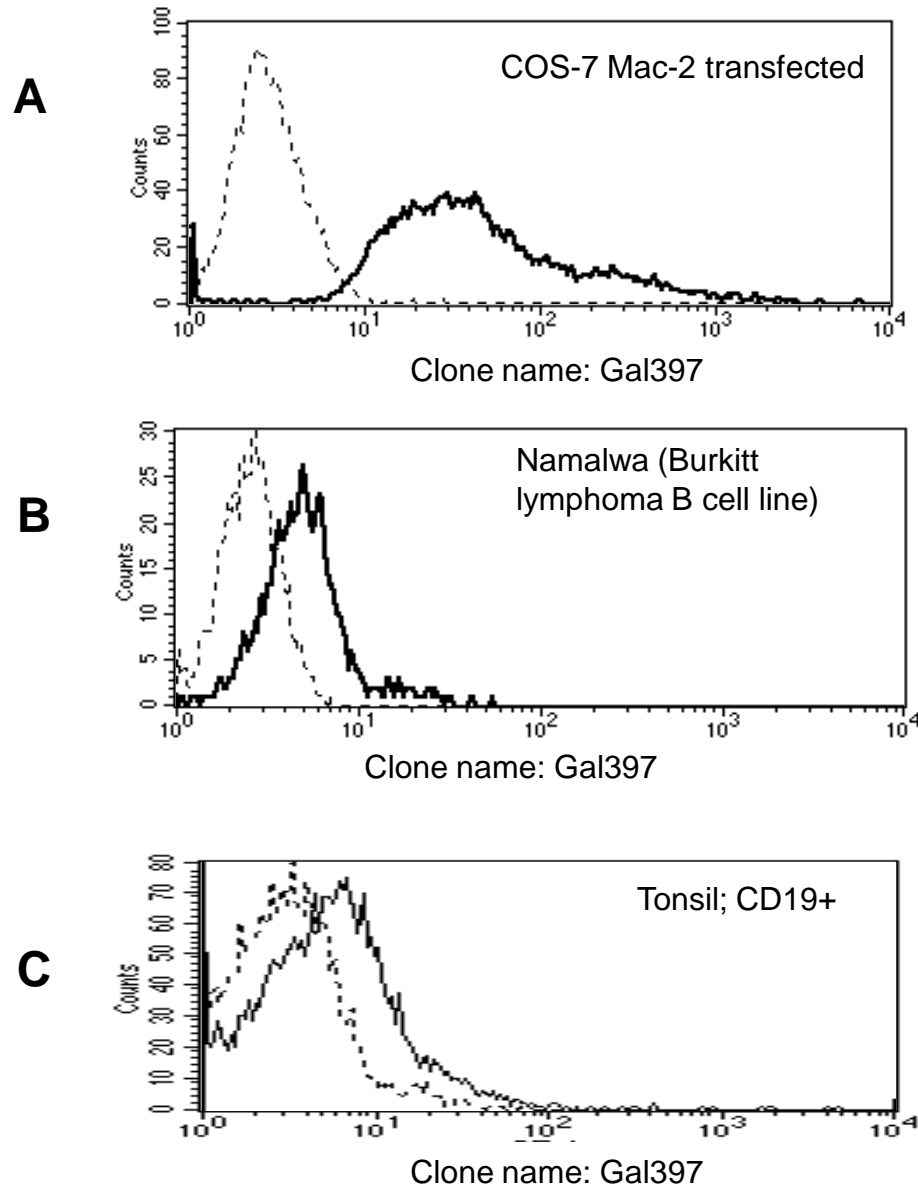 A
COS-7 Mac-2 transfected
Counts
100
80
60
40
20
0
10^0 10^1 10^2 10^3 10^4
Clone name: Gal397
B
Namalwa (Burkitt
lymphoma B cell line)
Counts
30
25
20
15
10
5
0
10^0 10^1 10^2 10^3 10^4
Clone name: Gal397
C
Tonsil; CD19+
Counts
80
70
60
50
40
30
20
10
0
10^0 10^1 10^2 10^3 10^4
Clone name: Gal397